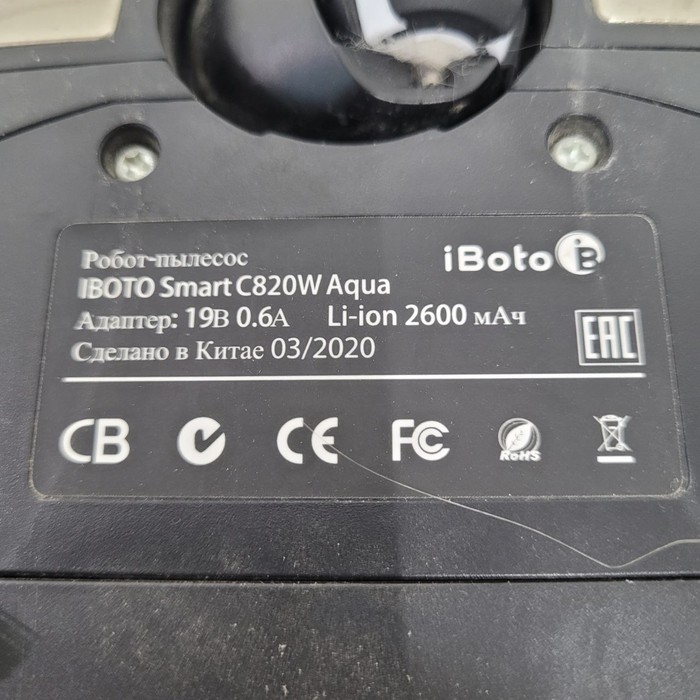 Робот-пылесос
iBoto iB
IBOTO Smart C820W Aqua
Адаптер: 19В 0.6А Li-ion 2600 мАч
Сделано в Китае 03/2020
EAC
CB CE FC RoHS